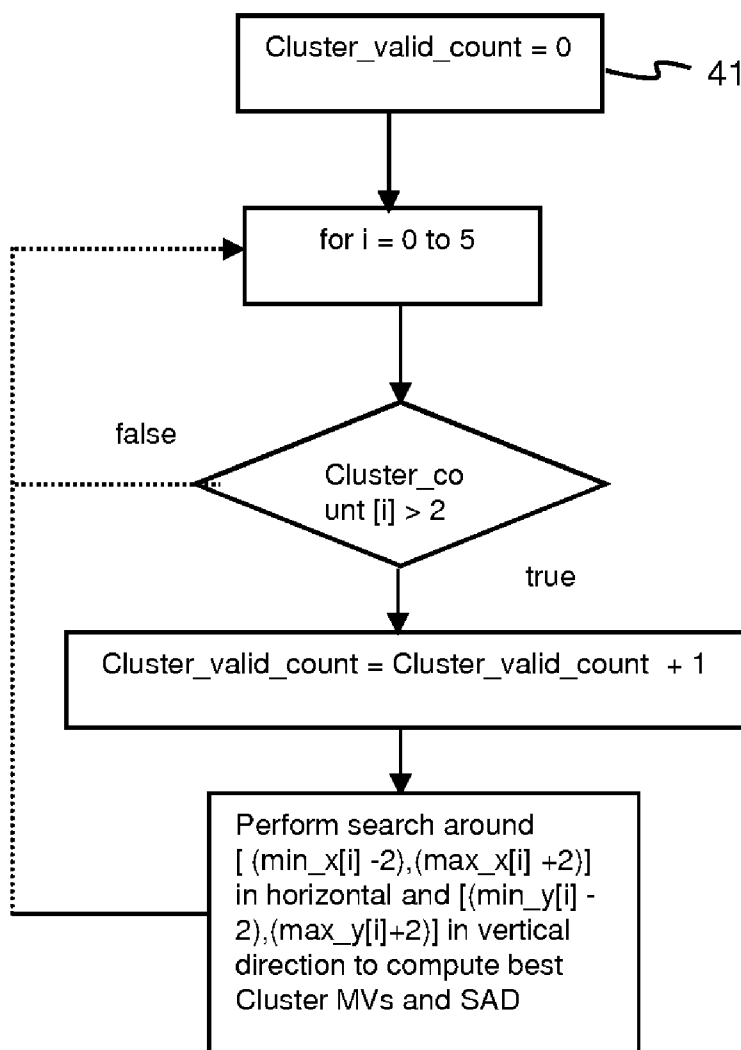 Cluster_valid_count = 0
41
for i = 0 to 5
false
Cluster_co
unt [i] > 2
true
Cluster_valid_count = Cluster_valid_count + 1
Perform search around
[ (min_x[i] -2),(max_x[i] +2)]
in horizontal and [(min_y[i] -
2),(max_y[i]+2)] in vertical
direction to compute best
Cluster MVs and SAD